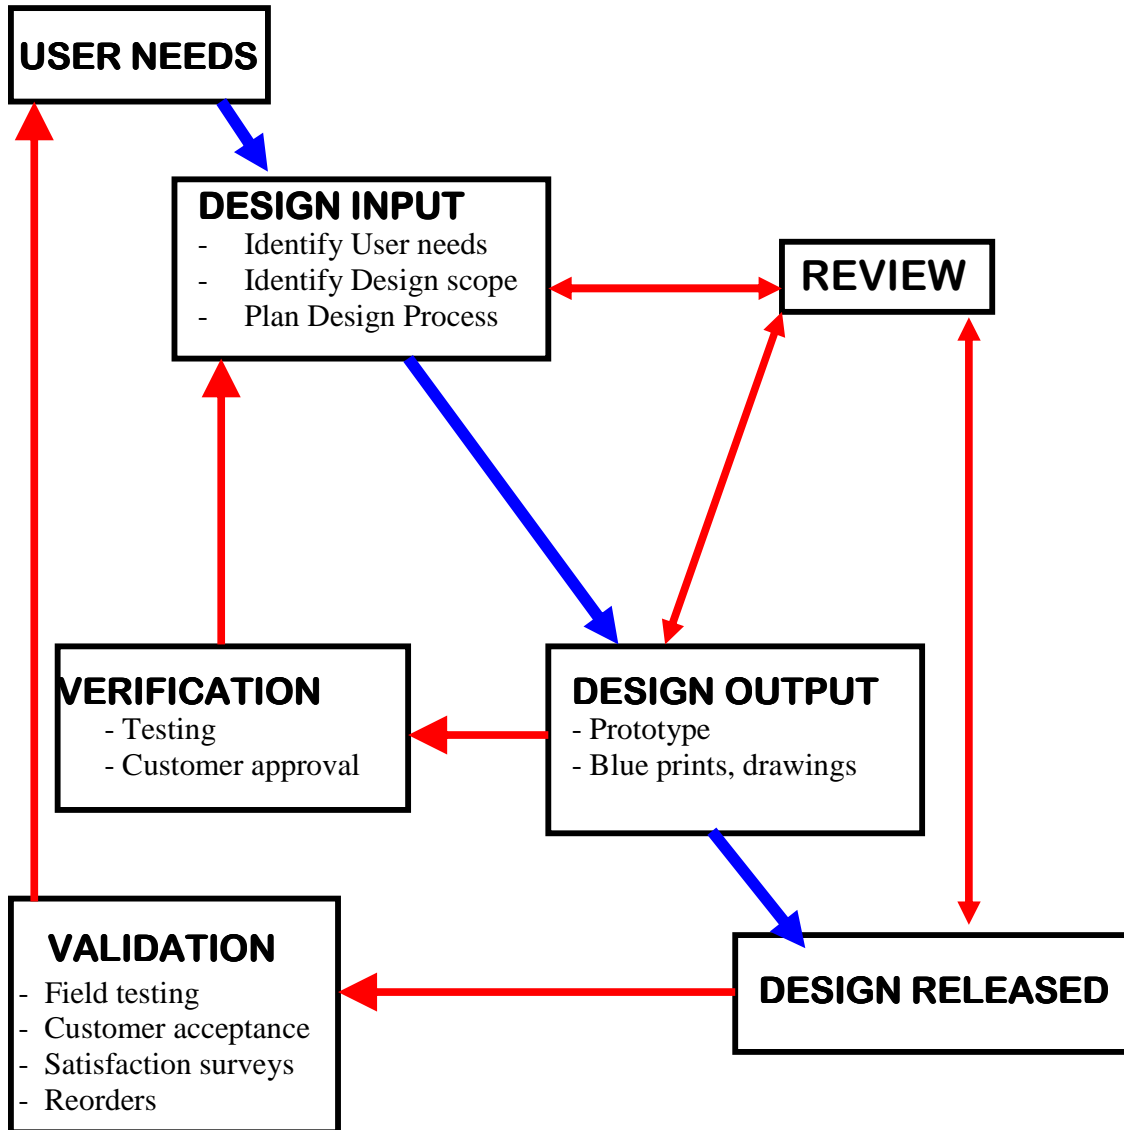 USER NEEDS
DESIGN INPUT
- Identify User needs
- Identify Design scope
- Plan Design Process
REVIEW
VERIFICATION
- Testing
- Customer approval
DESIGN OUTPUT
- Prototype
- Blue prints, drawings
VALIDATION
- Field testing
- Customer acceptance
- Satisfaction surveys
- Reorders
DESIGN RELEASED